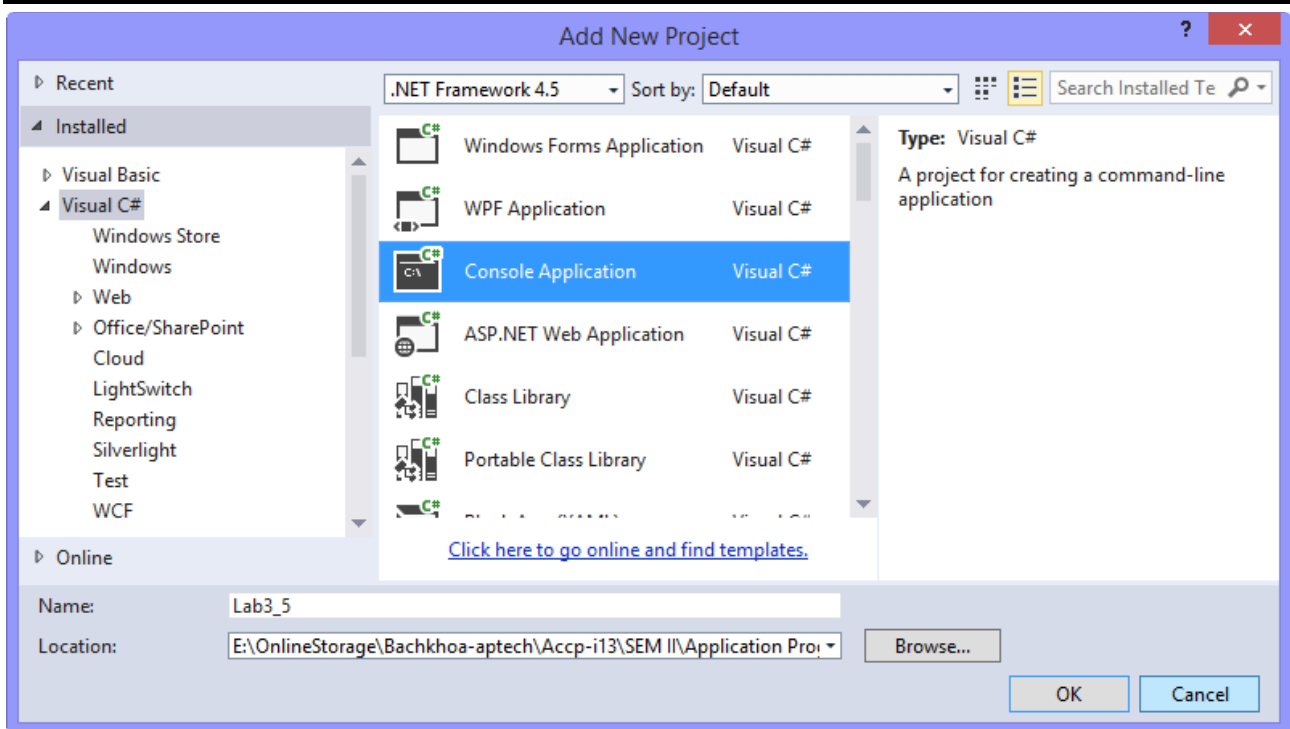 Add New Project
?
Recent
Installed
Visual Basic
Visual C#
Windows Store
Windows
Web
Office/SharePoint
Cloud
LightSwitch
Reporting
Silverlight
Test
WCF
Online
.NET Framework 4.5
Sort by: Default
Search Installed Te
C# Windows Forms Application Visual C#
C# WPF Application Visual C#
C# C:\ Console Application Visual C#
C# ASP.NET Web Application Visual C#
C# Class Library Visual C#
C# Portable Class Library Visual C#
C#
Click here to go online and find templates.
Type: Visual C#
A project for creating a command-line
application
Name: Lab3_5
Location: E:\OnlineStorage\Bachkhoa-aptech\Accp-i13\SEM II\Application Pro
Browse...
OK Cancel